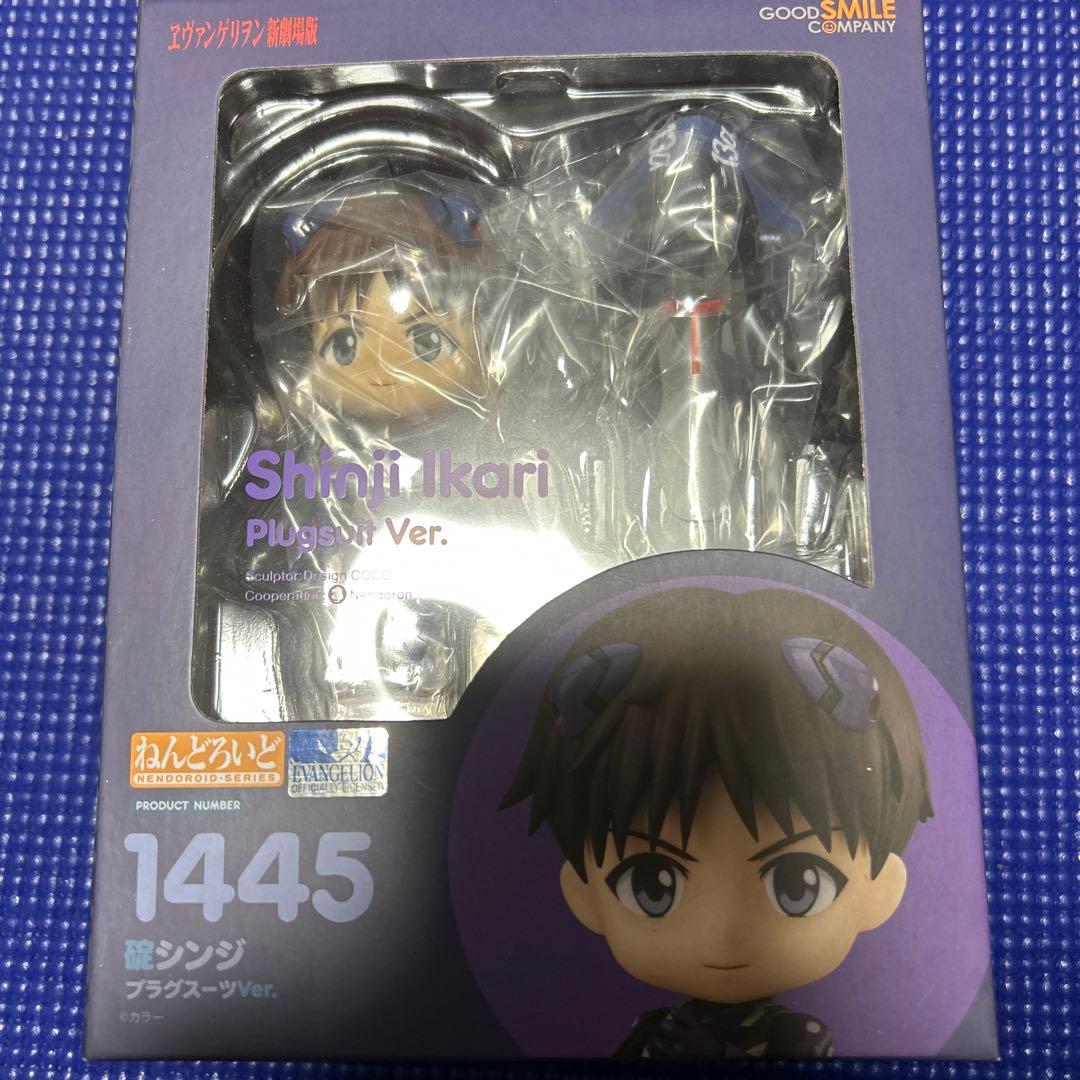 ヱヴァンゲリヲン新劇場版
GOOD SMILE
COMPANY
13a
13a
Shinji Ikari
Plugsuit Ver.
Sculptor: Design COCO
Cooperation: Nendoron
ねんどろいど
NENDOROID・SERIES
EVANGELION
OFFICIALLY LICENSED
PRODUCT NUMBER
1445
碇シンジ
プラグスーツVer.
©カラー